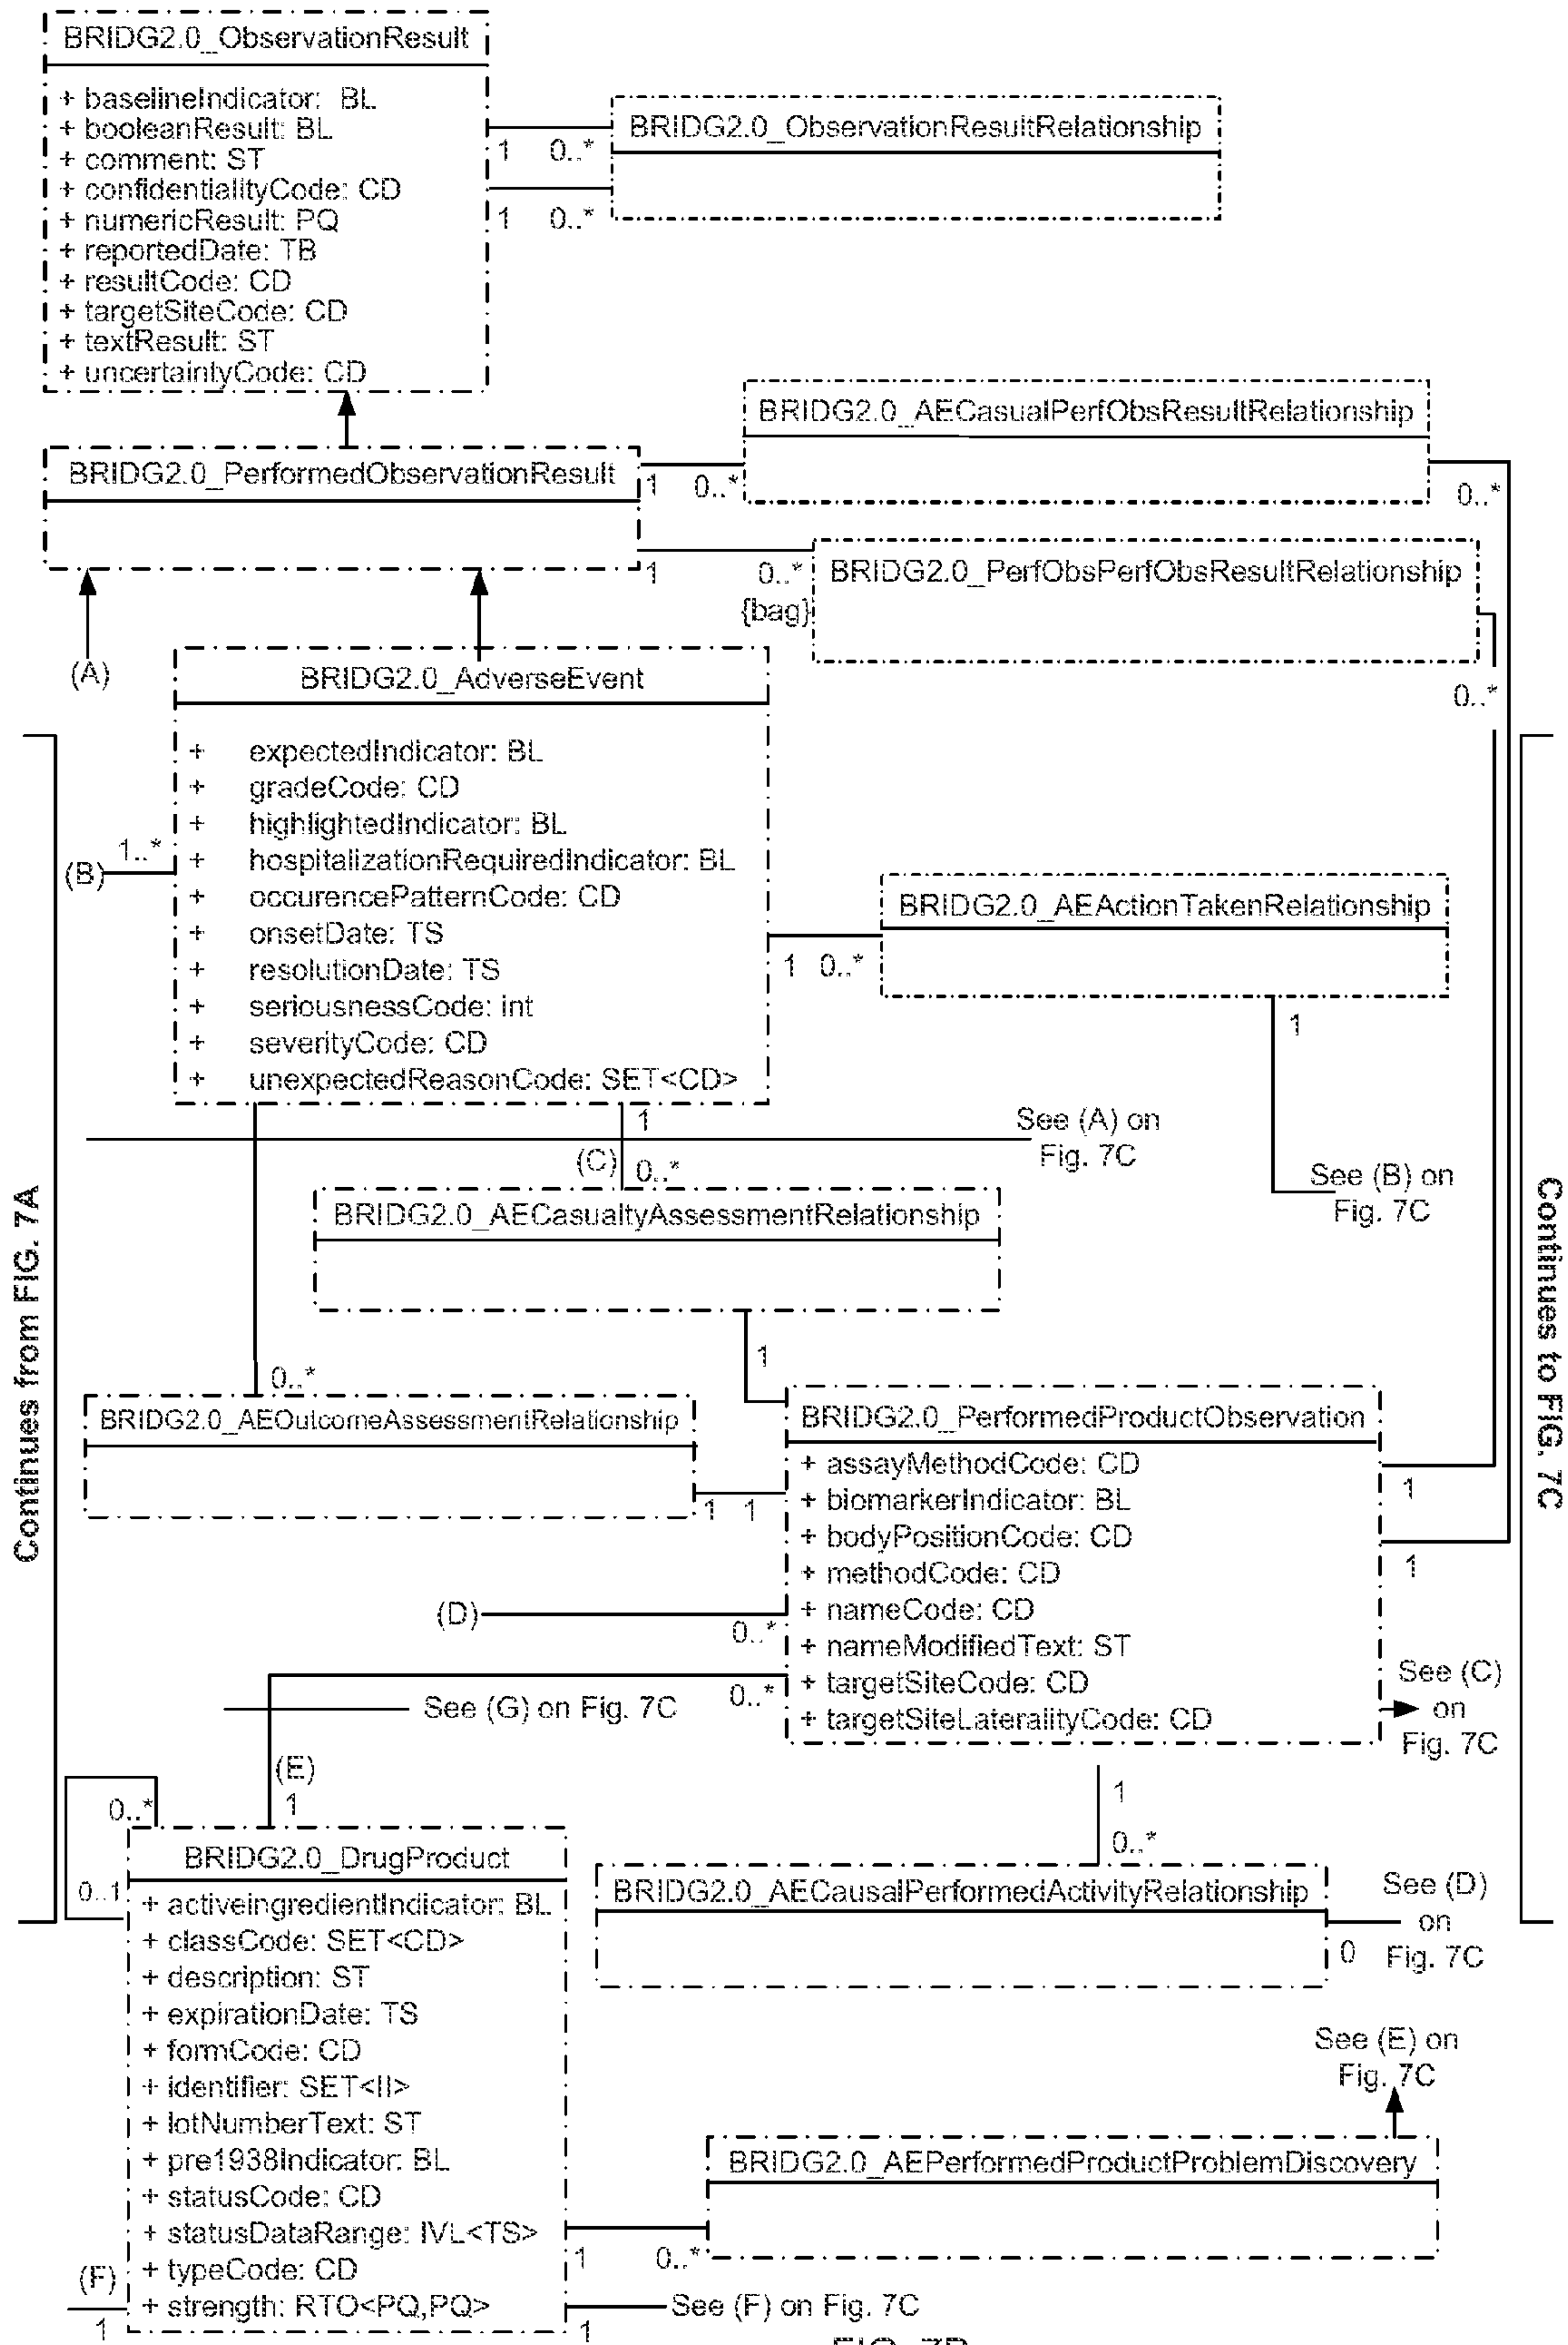 BRIDG2.0_ObservationResult
+ baselineIndicator: BL
+ booleanResult: BL
+ comment: ST
+ confidentialityCode: CD
+ numericResult: PQ
+ reportedDate: TB
+ resultCode: CD
+ targetSiteCode: CD
+ textResult: ST
+ uncertaintyCode: CD
BRIDG2.0_ObservationResultRelationship
1 0..*
1 0..*
BRIDG2.0_AECasualPerfObsResultRelationship
BRIDG2.0_PerformedObservationResult
1 0..*
0..*
1 0..*
{bag}
BRIDG2.0_PerfObsPerfObsResultRelationship
0..*
(A)
BRIDG2.0_AdverseEvent
+ expectedIndicator: BL
+ gradeCode: CD
+ highlightedIndicator: BL
+ hospitalizationRequiredIndicator: BL
+ occurencePatternCode: CD
+ onsetDate: TS
+ resolutionDate: TS
+ seriousnessCode: int
+ severityCode: CD
+ unexpectedReasonCode: SET<CD>
(B) 1..*
BRIDG2.0_AEActionTakenRelationship
1 0..*
1
See (B) on
Fig. 7C
1
See (A) on
Fig. 7C
(C) 0..*
BRIDG2.0_AECasualtyAssessmentRelationship
1
0..*
BRIDG2.0_AEOutcomeAssessmentRelationship
1 1
BRIDG2.0_PerformedProductObservation
+ assayMethodCode: CD
+ biomarkerIndicator: BL
+ bodyPositionCode: CD
+ methodCode: CD
+ nameCode: CD
+ nameModifiedText: ST
+ targetSiteCode: CD
+ targetSiteLateralityCode: CD
1
1
(D)
0..*
0..*
See (G) on Fig. 7C
See (C)
on
Fig. 7C
(E)
1
0..*
0..1
1
0..*
BRIDG2.0_DrugProduct
+ activeingredientIndicator: BL
+ classCode: SET<CD>
+ description: ST
+ expirationDate: TS
+ formCode: CD
+ identifier: SET<II>
+ lotNumberText: ST
+ pre1938Indicator: BL
+ statusCode: CD
+ statusDataRange: IVL<TS>
+ typeCode: CD
+ strength: RTO<PQ,PQ>
BRIDG2.0_AECausalPerformedActivityRelationship
0
See (D)
on
Fig. 7C
See (E) on
Fig. 7C
BRIDG2.0_AEPerformedProductProblemDiscovery
1 0..*
(F)
1
1
See (F) on Fig. 7C
Continues from FIG. 7A
Continues to FIG. 7C